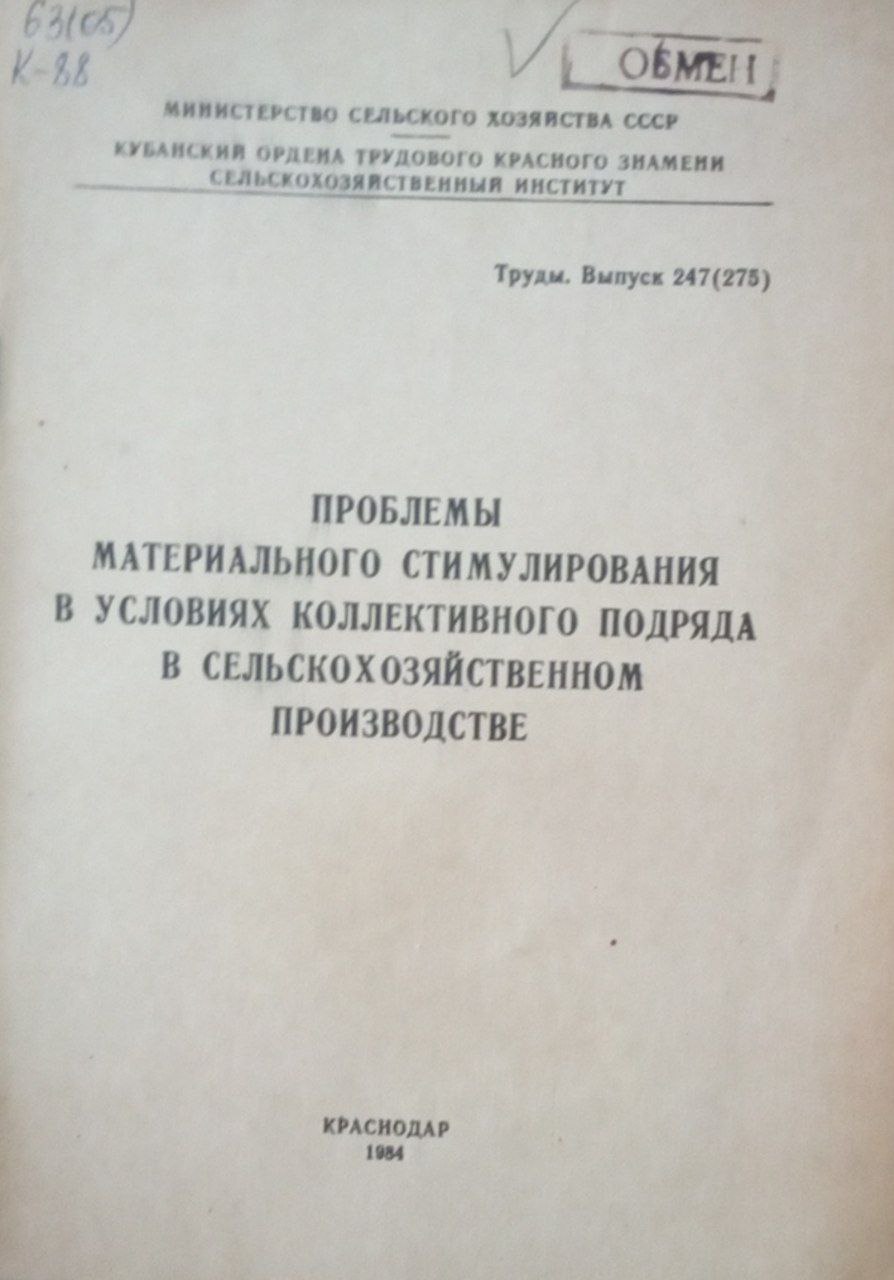 63(05)
К-88
ОБМЕН
МИНИСТЕРСТВО СЕЛЬСКОГО ХОЗЯЙСТВА СССР
КУБАНСКИЙ ОРДЕНА ТРУДОВОГО КРАСНОГО ЗНАМЕНИ
СЕЛЬСКОХОЗЯЙСТВЕННЫЙ ИНСТИТУТ
Труды. Выпуск 247(275)
ПРОБЛЕМЫ
МАТЕРИАЛЬНОГО СТИМУЛИРОВАНИЯ
В УСЛОВИЯХ КОЛЛЕКТИВНОГО ПОДРЯДА
В СЕЛЬСКОХОЗЯЙСТВЕННОМ
ПРОИЗВОДСТВЕ
КРАСНОДАР
1984